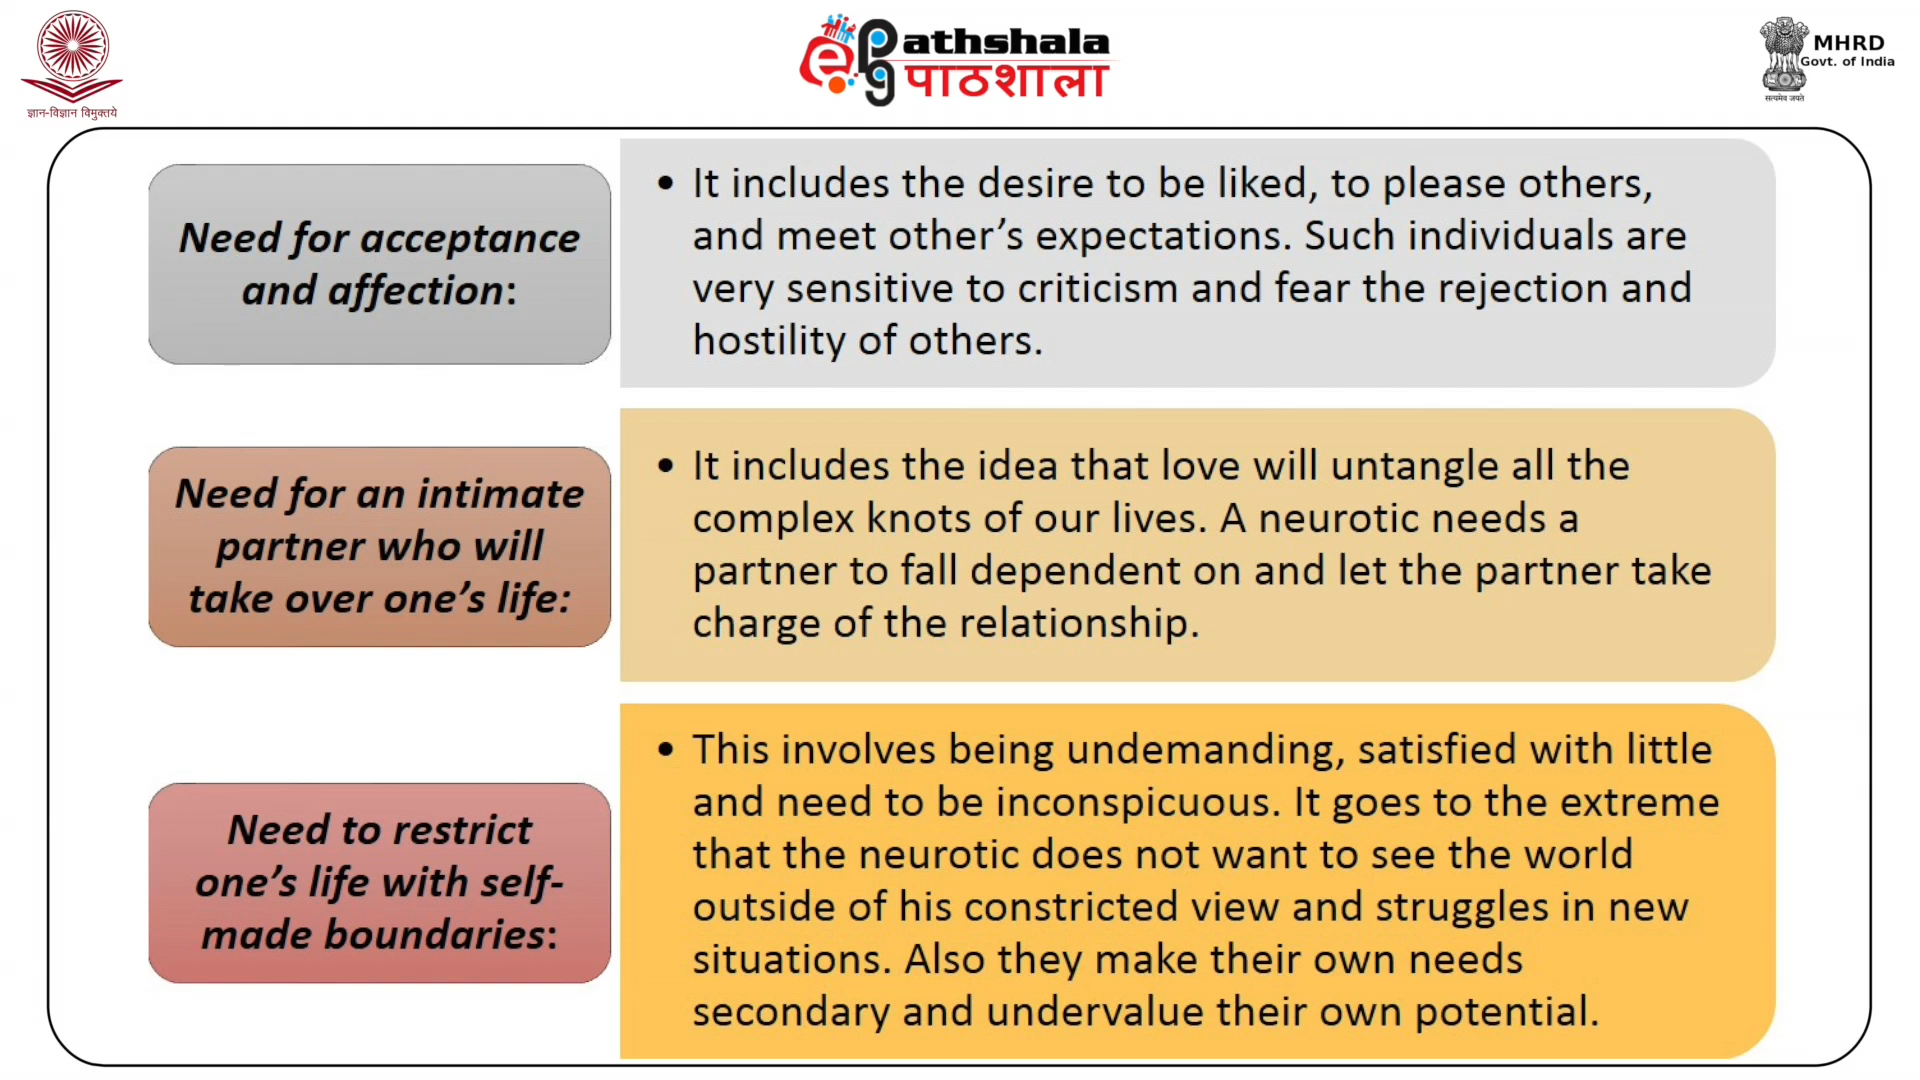 ज्ञान-विज्ञान विमुक्तये
e pg athshala
पाठशाला
MHRD
Govt. of India
सत्यमेव जयते
Need for acceptance
and affection:
• It includes the desire to be liked, to please others,
and meet other’s expectations. Such individuals are
very sensitive to criticism and fear the rejection and
hostility of others.
Need for an intimate
partner who will
take over one’s life:
• It includes the idea that love will untangle all the
complex knots of our lives. A neurotic needs a
partner to fall dependent on and let the partner take
charge of the relationship.
Need to restrict
one’s life with self-
made boundaries:
• This involves being undemanding, satisfied with little
and need to be inconspicuous. It goes to the extreme
that the neurotic does not want to see the world
outside of his constricted view and struggles in new
situations. Also they make their own needs
secondary and undervalue their own potential.